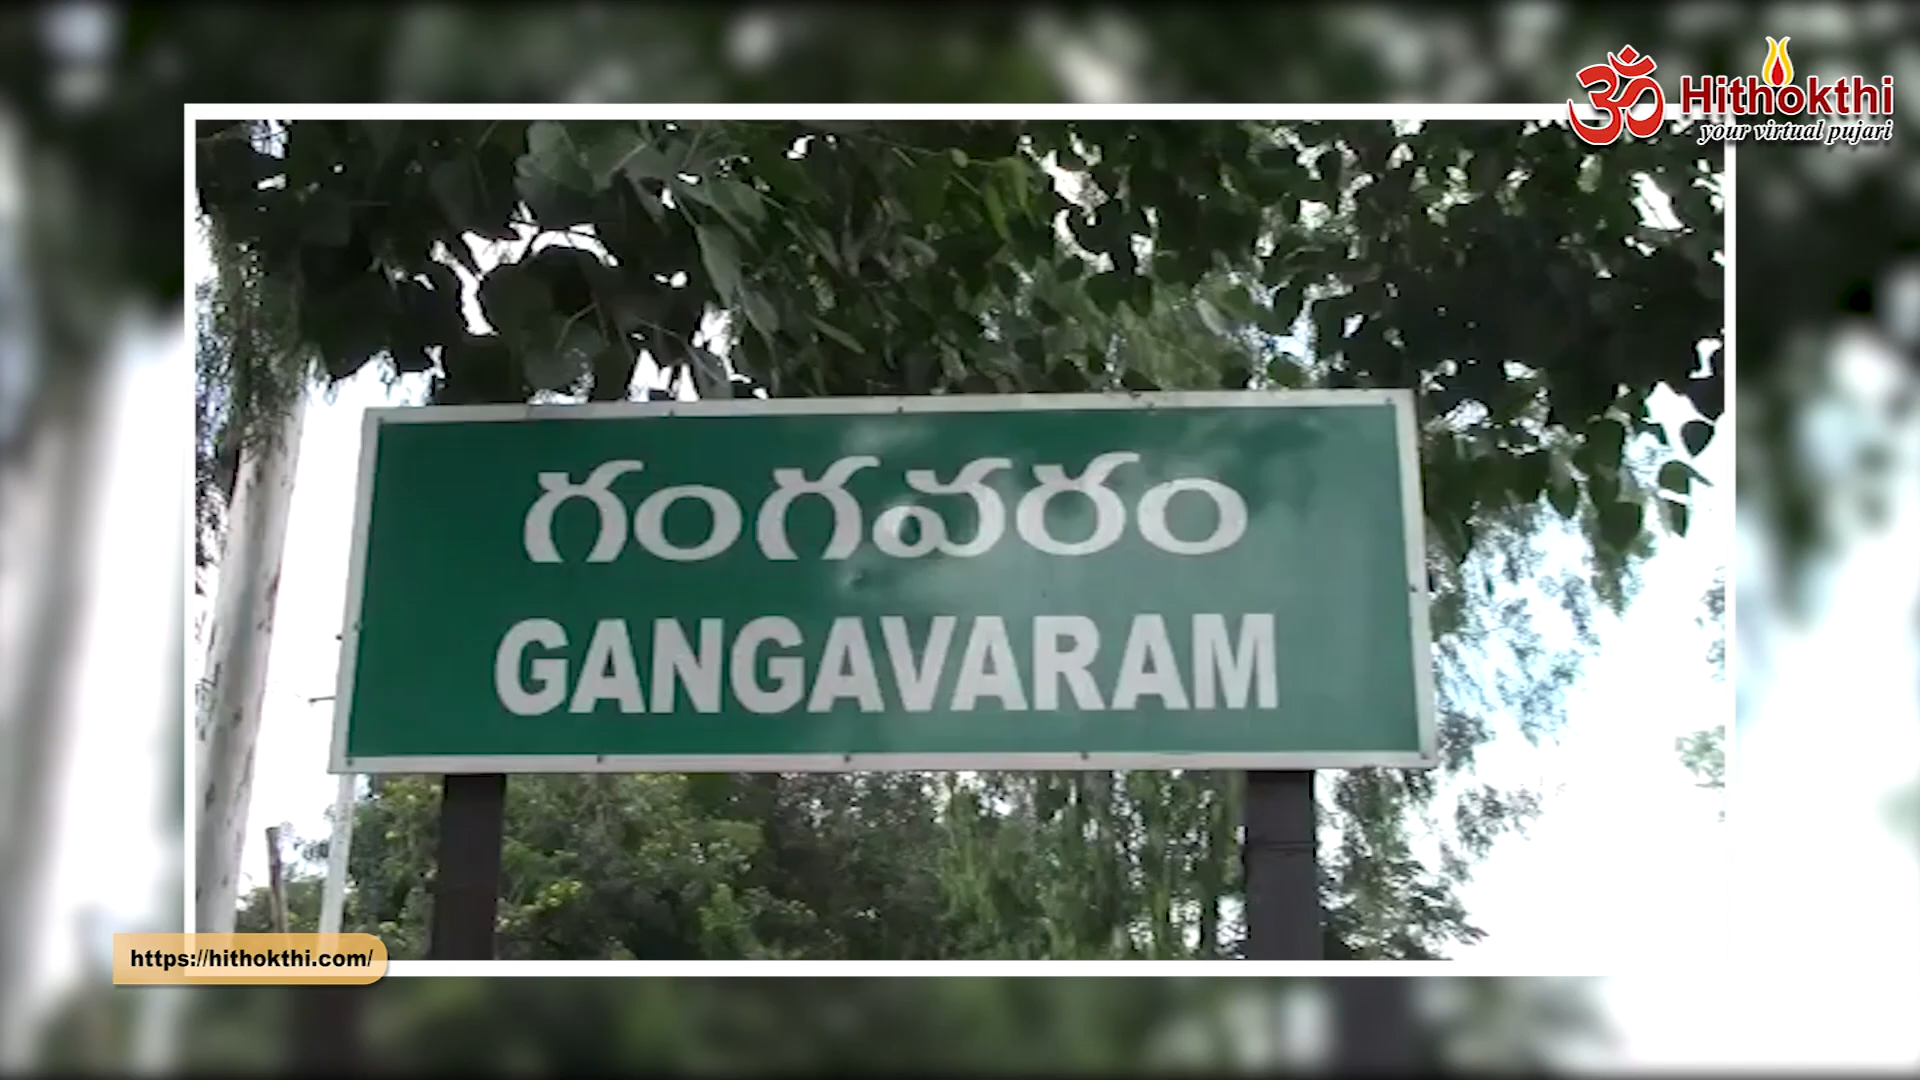 ॐ Hithokthi
your virtual pujari
గంగవరం
GANGAVARAM
https://hithokthi.com/